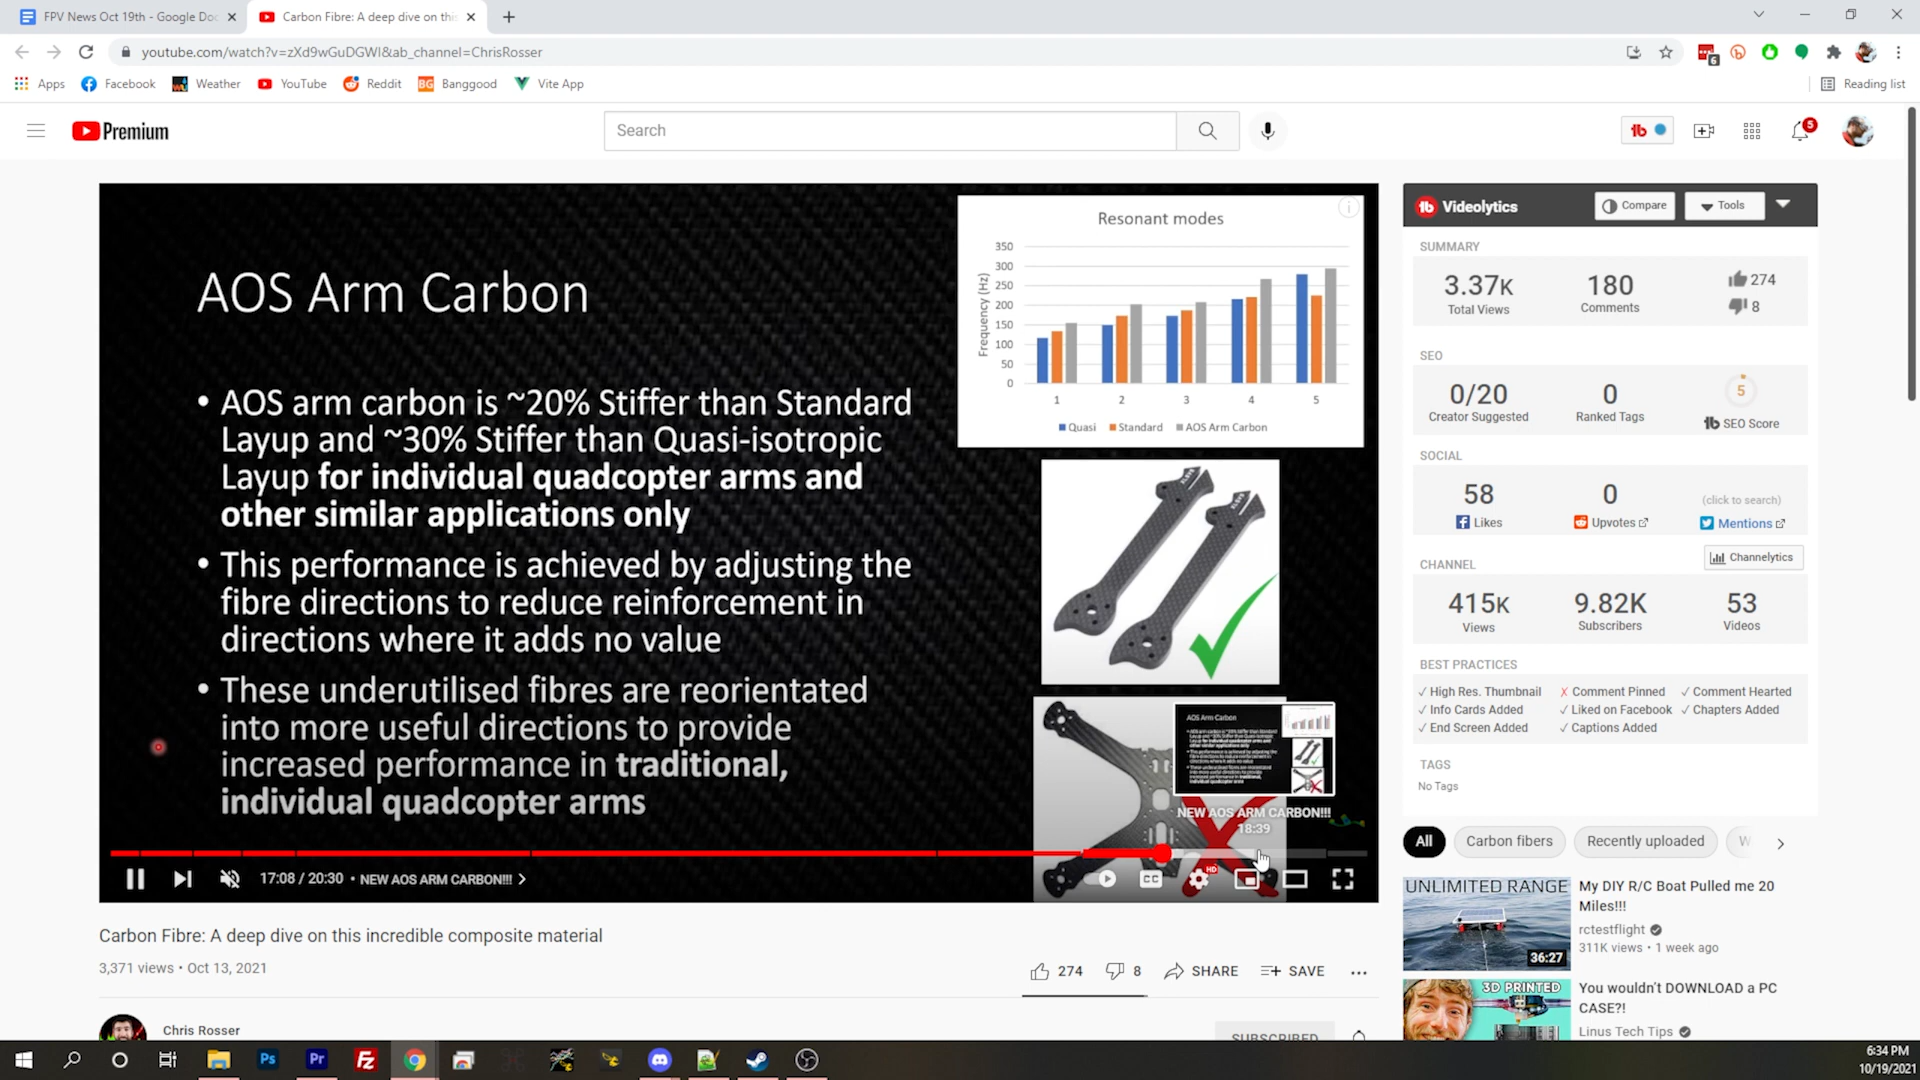 FPV News Oct 19th - Google Doc
Carbon Fibre: A deep dive on this
youtube.com/watch?v=zXd9wGuDGWI&ab_channel=ChrisRosser
6
Apps
Facebook
Weather
YouTube
Reddit
BG Banggood
Vite App
Reading list
Premium
Search
5
AOS Arm Carbon
• AOS arm carbon is ~20% Stiffer than Standard
Layup and ~30% Stiffer than Quasi-isotropic
Layup for individual quadcopter arms and
other similar applications only
• This performance is achieved by adjusting the
fibre directions to reduce reinforcement in
directions where it adds no value
• These underutilised fibres are reorientated
into more useful directions to provide
increased performance in traditional,
individual quadcopter arms
Resonant modes
Frequency (Hz)
350
300
250
200
150
100
50
0
1 2 3 4 5
Quasi Standard AOS Arm Carbon
AOS Arm Carbon
NEW AOS ARM CARBON!!!
18:39
17:08 / 20:30 • NEW AOS ARM CARBON!!!
CC
HD
Carbon Fibre: A deep dive on this incredible composite material
3,371 views • Oct 13, 2021
274
8
SHARE
SAVE
Chris Rosser
SUBSCRIBED
Videolytics
Compare
Tools
SUMMARY
3.37K
Total Views
180
Comments
274
8
SEO
0/20
Creator Suggested
0
Ranked Tags
5
SEO Score
SOCIAL
58
Likes
0
Upvotes
(click to search)
Mentions
CHANNEL
Channelytics
415K
Views
9.82K
Subscribers
53
Videos
BEST PRACTICES
✓ High Res. Thumbnail
✗ Comment Pinned
✓ Comment Hearted
✓ Info Cards Added
✓ Liked on Facebook
✓ Chapters Added
✓ End Screen Added
✓ Captions Added
TAGS
No Tags
All
Carbon fibers
Recently uploaded
W
UNLIMITED RANGE
36:27
My DIY R/C Boat Pulled me 20
Miles!!!
rctestflight
311K views • 1 week ago
3D PRINTED
You wouldn't DOWNLOAD a PC
CASE?!
Linus Tech Tips
Ps
Pr
Fz
6:34 PM
10/19/2021